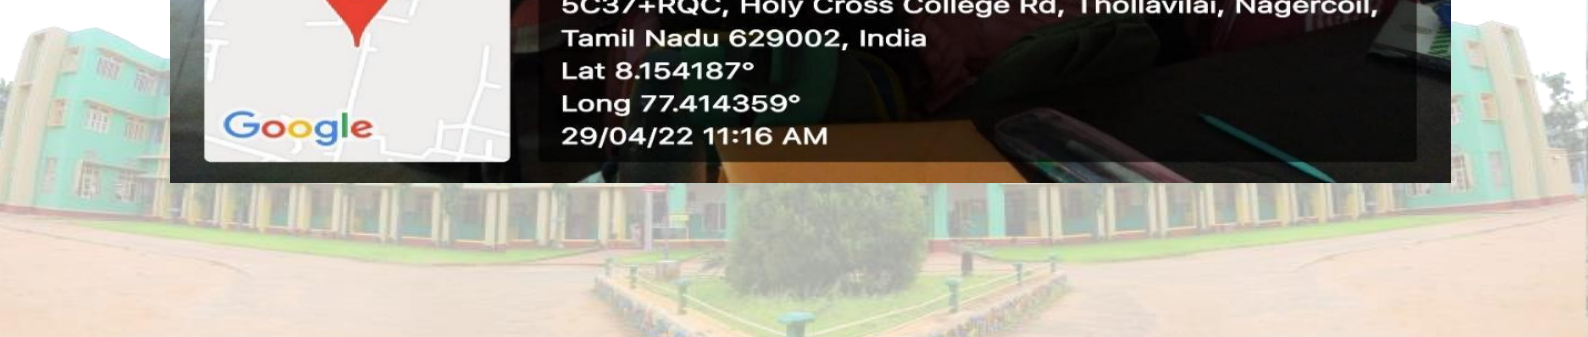 5C37+RQC, Holy Cross College Rd, Thollavilai, Nagercoil,
Tamil Nadu 629002, India
Lat 8.154187°
Long 77.414359°
29/04/22 11:16 AM
Google